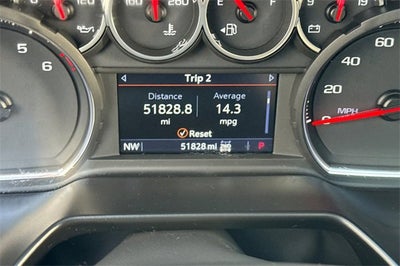 260
5
6
60
40
20
0
MPH
Trip 2
Distance Average
51828.8 14.3
mi mpg
Reset
NW 51828 mi P